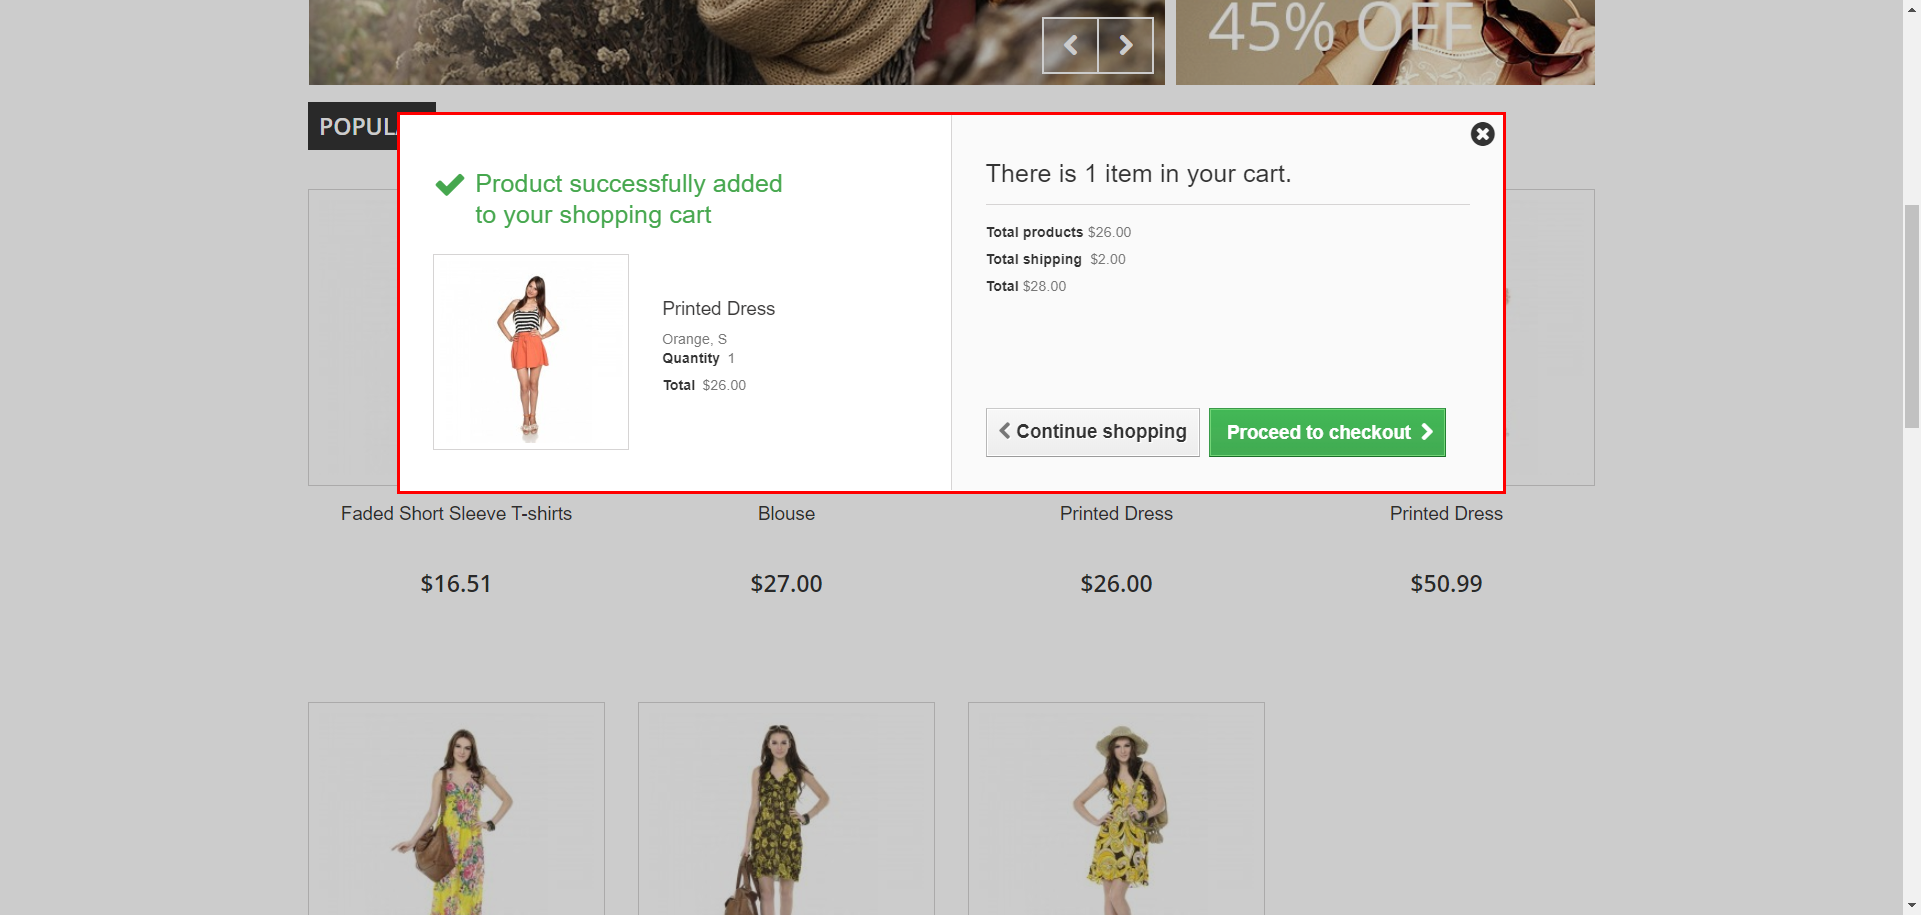 45% OFF
POPUL
Product successfully added
to your shopping cart
Printed Dress
Orange, S
Quantity 1
Total $26.00
There is 1 item in your cart.
Total products $26.00
Total shipping $2.00
Total $28.00
Continue shopping
Proceed to checkout
Faded Short Sleeve T-shirts
Blouse
Printed Dress
Printed Dress
$16.51
$27.00
$26.00
$50.99